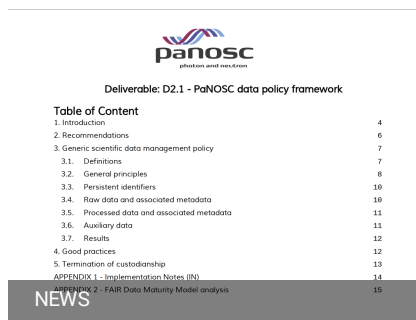 panosc
photon and neutron
Deliverable: D2.1 - PaNOSC data policy framework
Table of Content
1. Introduction 4
2. Recommendations 6
3. Generic scientific data management policy 7
3.1. Definitions 7
3.2. General principles 8
3.3. Persistent identifiers 10
3.4. Raw data and associated metadata 10
3.5. Processed data and associated metadata 11
3.6. Auxiliary data 11
3.7. Results 12
4. Good practices 12
5. Termination of custodianship 13
APPENDIX 1 - Implementation Notes (IN) 14
APPENDIX 2 - FAIR Data Maturity Model analysis 15
NEWS